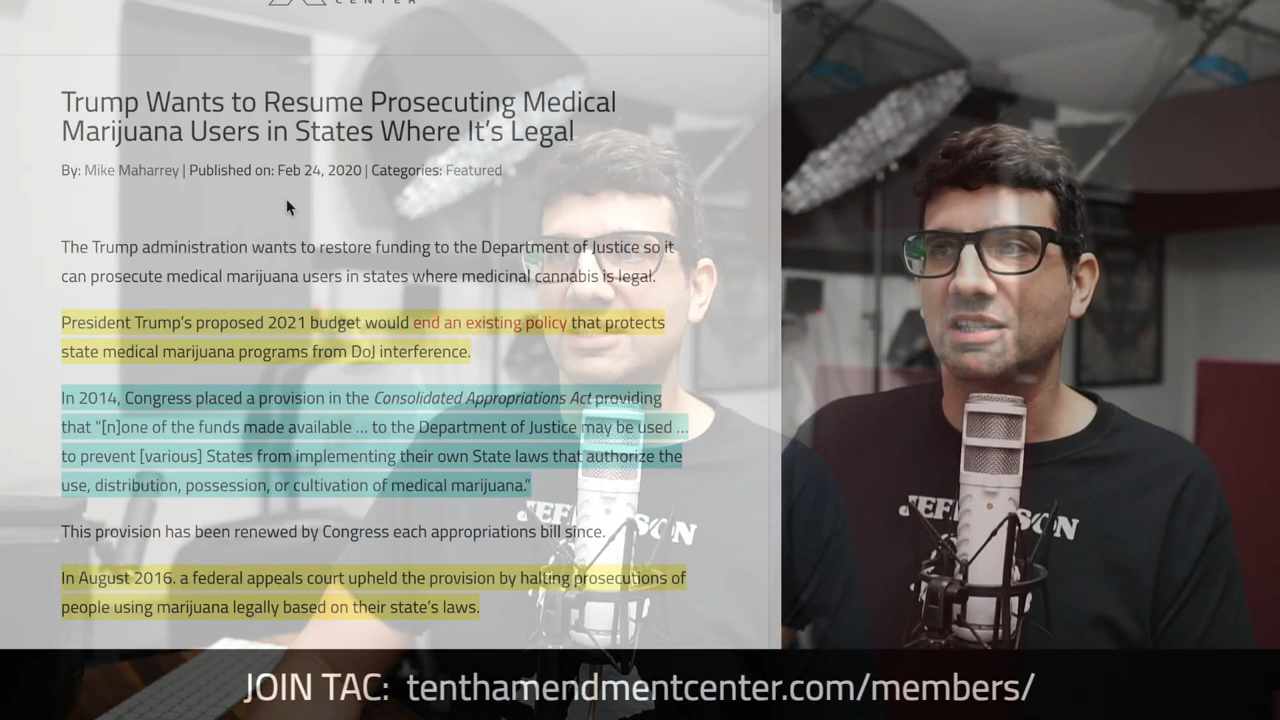 CENTER
Trump Wants to Resume Prosecuting Medical
Marijuana Users in States Where It's Legal
By: Mike Maharrey | Published on: Feb 24, 2020 | Categories: Featured
The Trump administration wants to restore funding to the Department of Justice so it
can prosecute medical marijuana users in states where medicinal cannabis is legal.
President Trump's proposed 2021 budget would end an existing policy that protects
state medical marijuana programs from DoJ interference.
In 2014, Congress placed a provision in the Consolidated Appropriations Act providing
that “[n]one of the funds made available … to the Department of Justice may be used …
to prevent [various] States from implementing their own State laws that authorize the
use, distribution, possession, or cultivation of medical marijuana.”
This provision has been renewed by Congress each appropriations bill since.
In August 2016. a federal appeals court upheld the provision by halting prosecutions of
people using marijuana legally based on their state's laws.
JOIN TAC: tenthamendmentcenter.com/members/